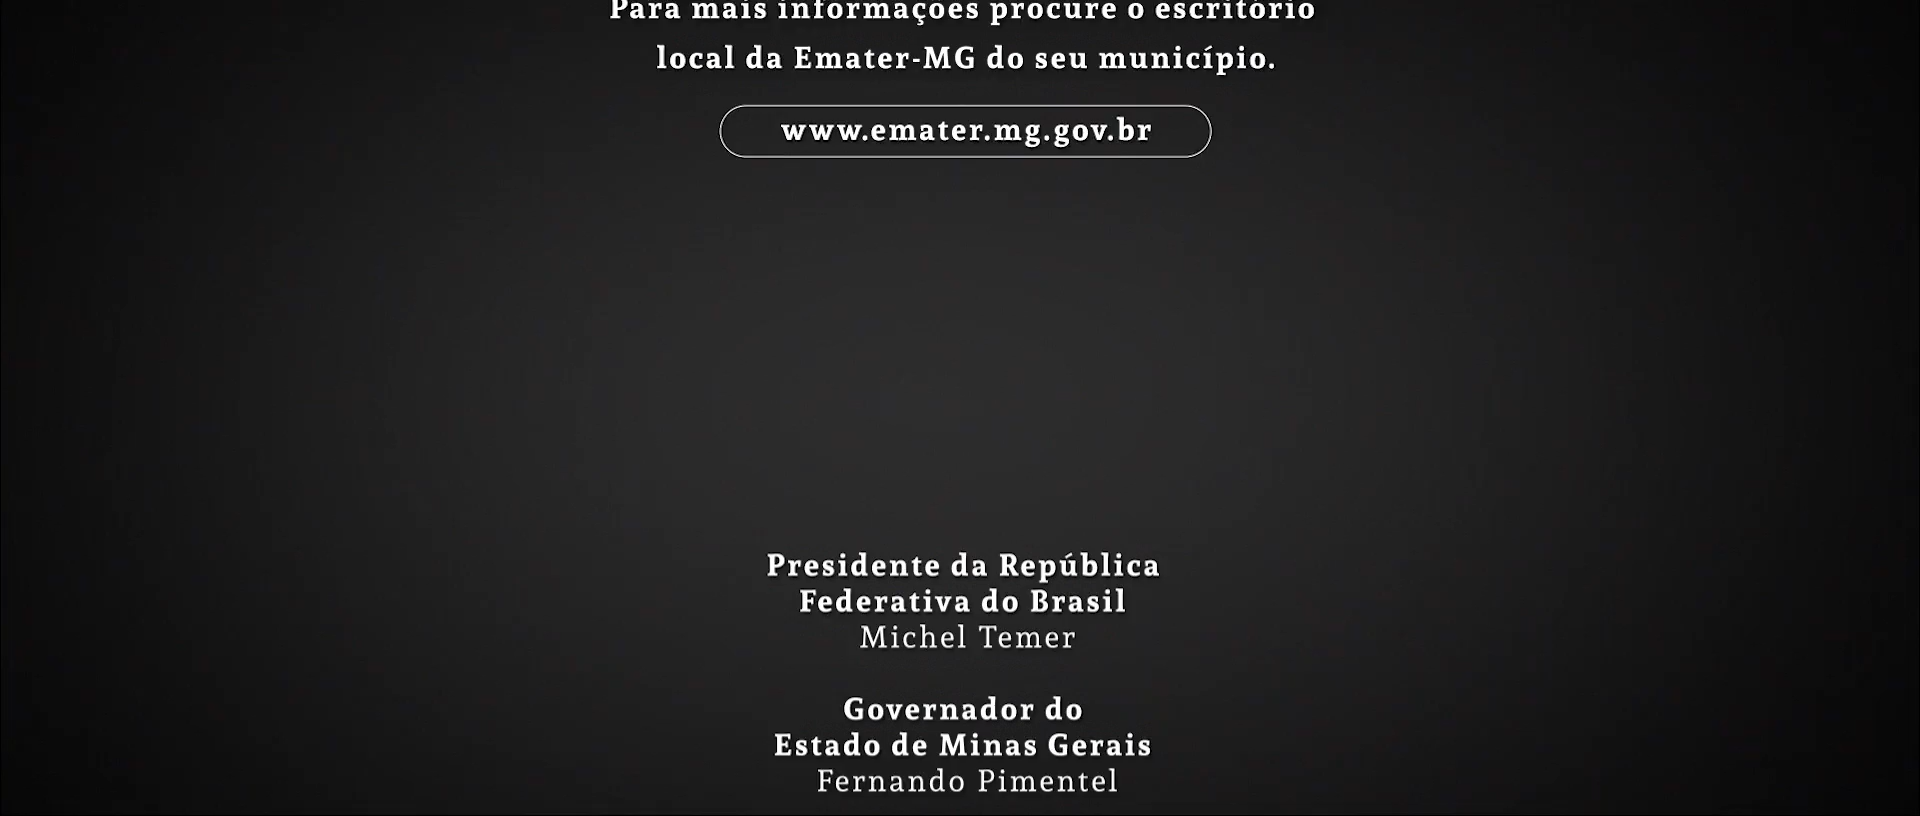 Para mais informações procure o escritório
local da Emater-MG do seu município.
www.emater.mg.gov.br
Presidente da República
Federativa do Brasil
Michel Temer
Governador do
Estado de Minas Gerais
Fernando Pimentel